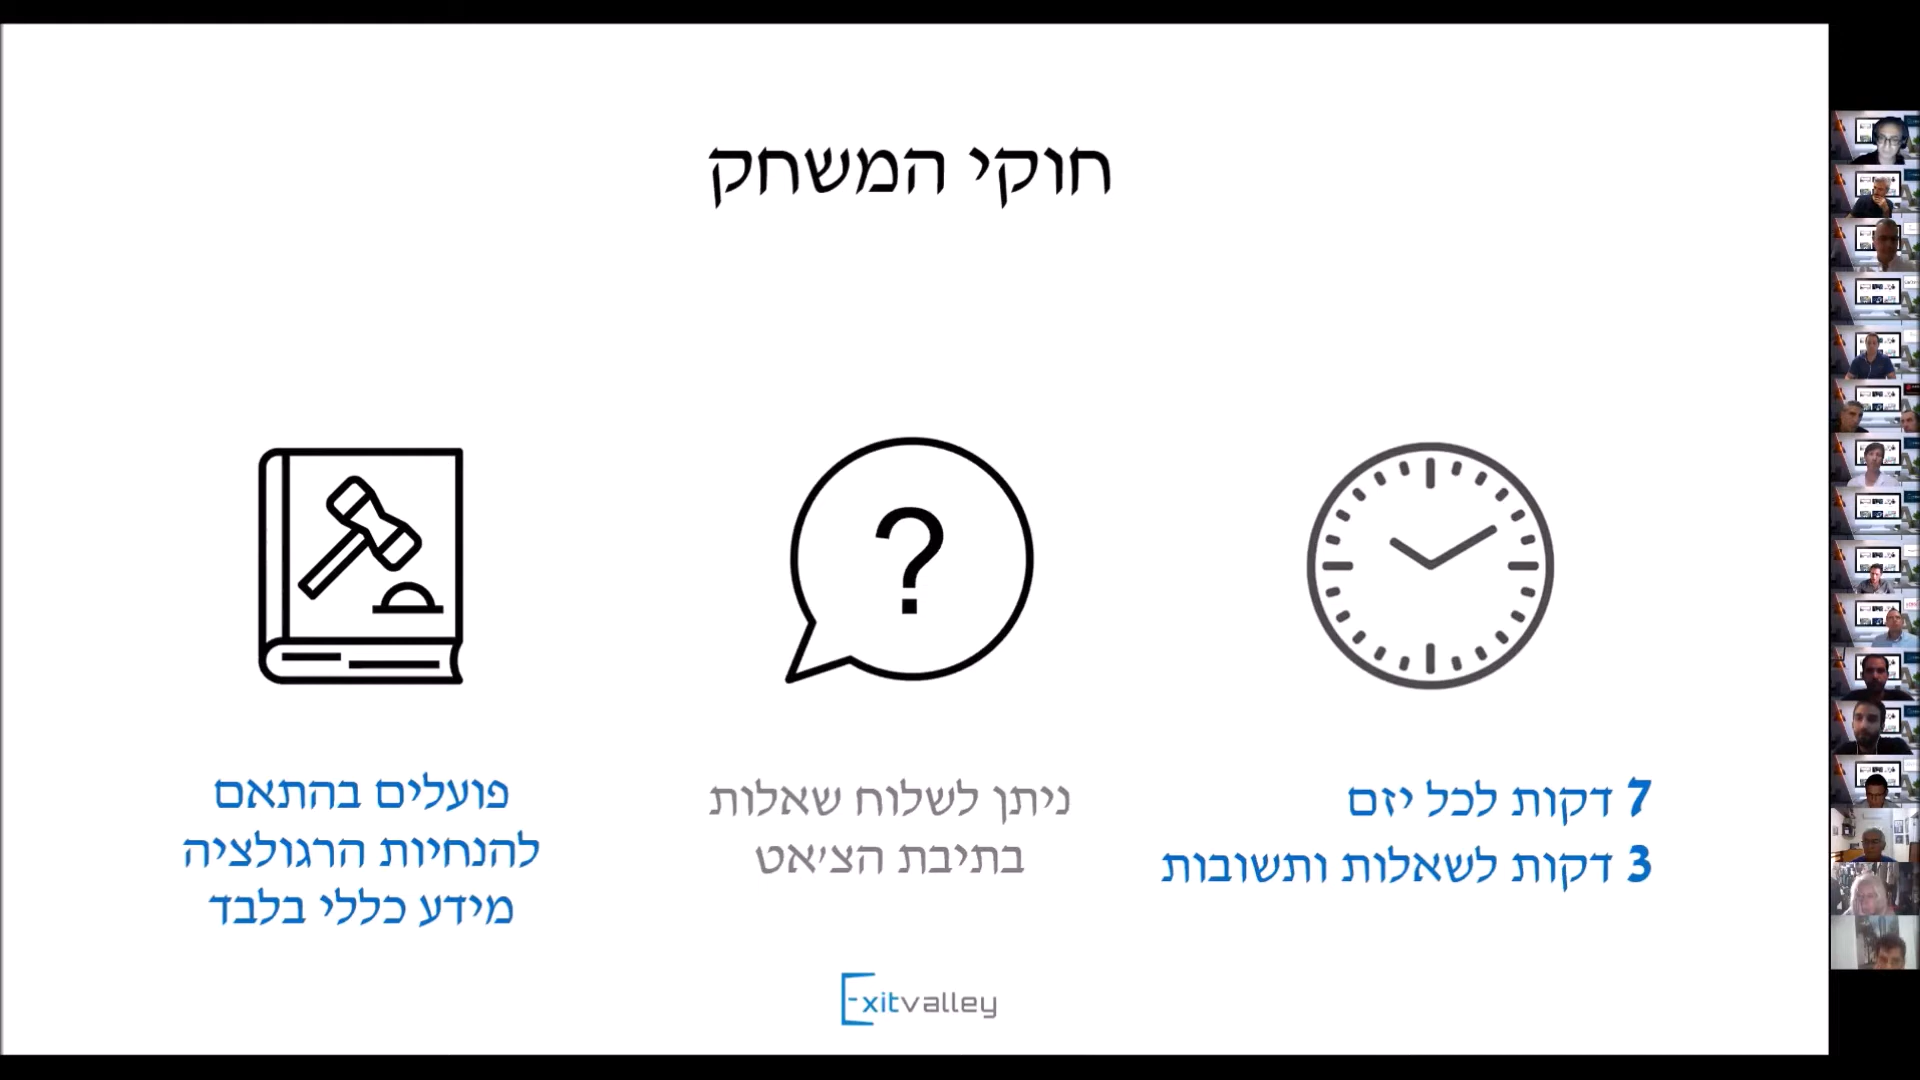 חוקי המשחק
7 דקות לכל יזם
3 דקות לשאלות ותשובות
?
ניתן לשלוח שאלות
בתיבת הצ'אט
פועלים בהתאם
להנחיות הרגולציה
מידע כללי בלבד
Exitvalley